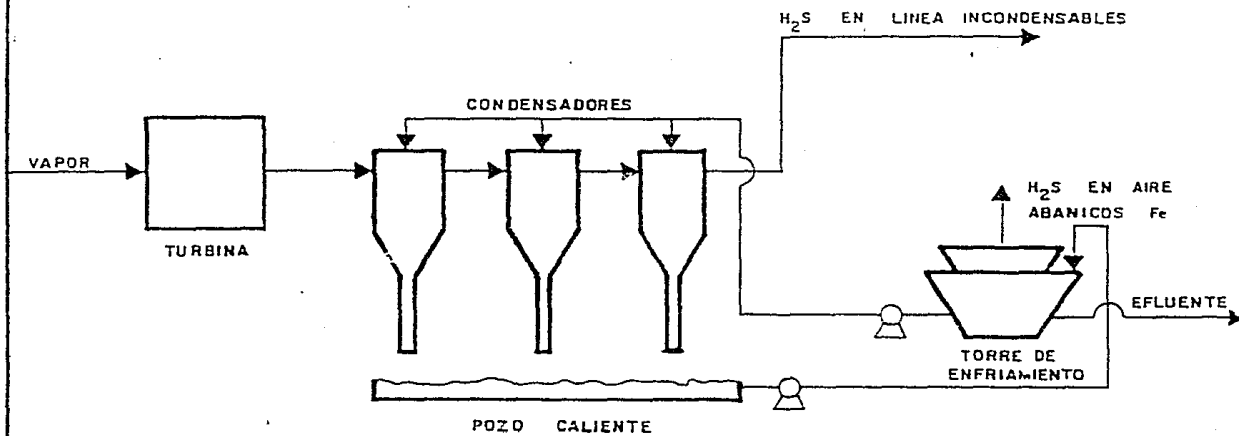 H2S EN LINEA INCONDENSABLES
CONDENSADORES
VAPOR
TURBINA
H2S EN AIRE
ABANICOS Fe
EFLUENTE
TORRE DE
ENFRIAMIENTO
POZO CALIENTE